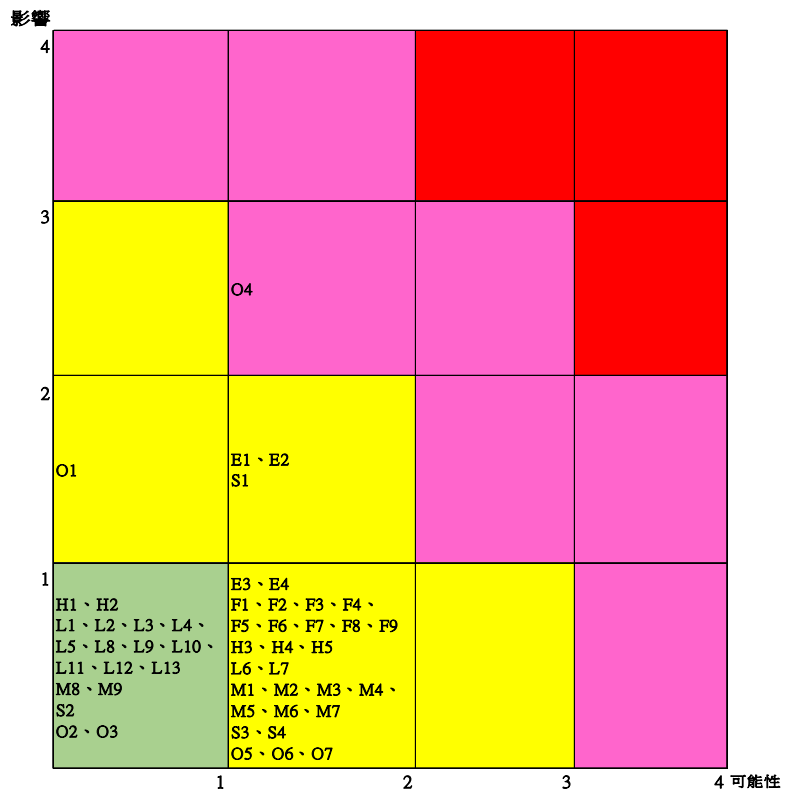 影響
4
3
O4
2
O1
E1、E2
S1
1
H1、H2
L1、L2、L3、L4、
L5、L8、L9、L10、
L11、L12、L13
M8、M9
S2
O2、O3
E3、E4
F1、F2、F3、F4、
F5、F6、F7、F8、F9
H3、H4、H5
L6、L7
M1、M2、M3、M4、
M5、M6、M7
S3、S4
O5、O6、O7
1 2 3 4 可能性